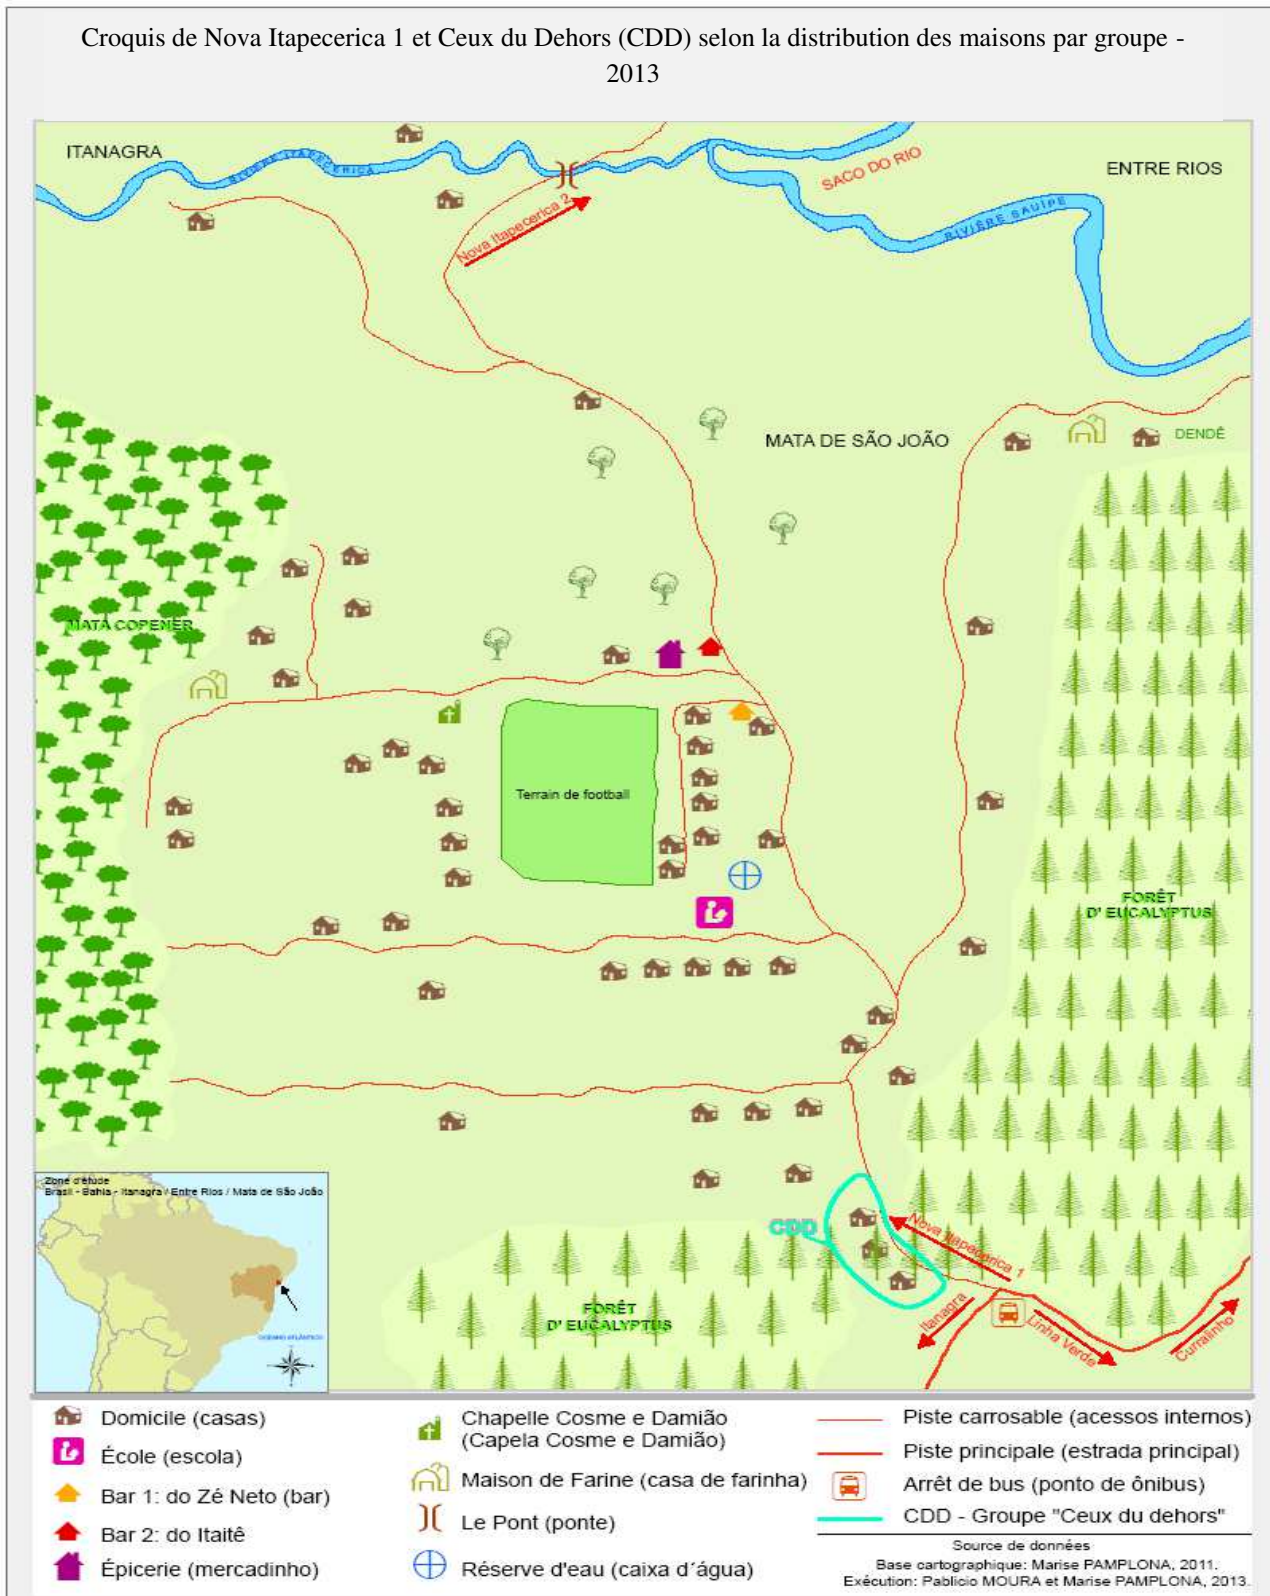 Croquis de Nova Itapecerica 1 et Ceux du Dehors (CDD) selon la distribution des maisons par groupe -
2013
ITANAGRA
RIVIÈRE ITAPECERICA
SACO DO RIO
ENTRE RIOS
Nova Itapecerica 2
RIVIÈRE SAUÍPE
MATA DE SÃO JOÃO
DENDÊ
MATA COPENER
Terrain de football
FORÊT
D' EUCALYPTUS
CDD
Nova Itapecerica 1
FORÊT
D' EUCALYPTUS
Itanagra
Linha Verde
Curralinho
Zone d'étude
Brasil - Bahia - Itanagra / Entre Rios / Mata de São João
OCEANO ATLÂNTICO
Domicile (casas)
École (escola)
Bar 1: do Zé Neto (bar)
Bar 2: do Itaitê
Épicerie (mercadinho)
Chapelle Cosme e Damião
(Capela Cosme e Damião)
Maison de Farine (casa de farinha)
Le Pont (ponte)
Réserve d'eau (caixa d´água)
Piste carrosable (acessos internos)
Piste principale (estrada principal)
Arrêt de bus (ponto de ônibus)
CDD - Groupe "Ceux du dehors"
Source de données
Base cartographique: Marise PAMPLONA, 2011.
Exécution: Pablicio MOURA et Marise PAMPLONA, 2013.